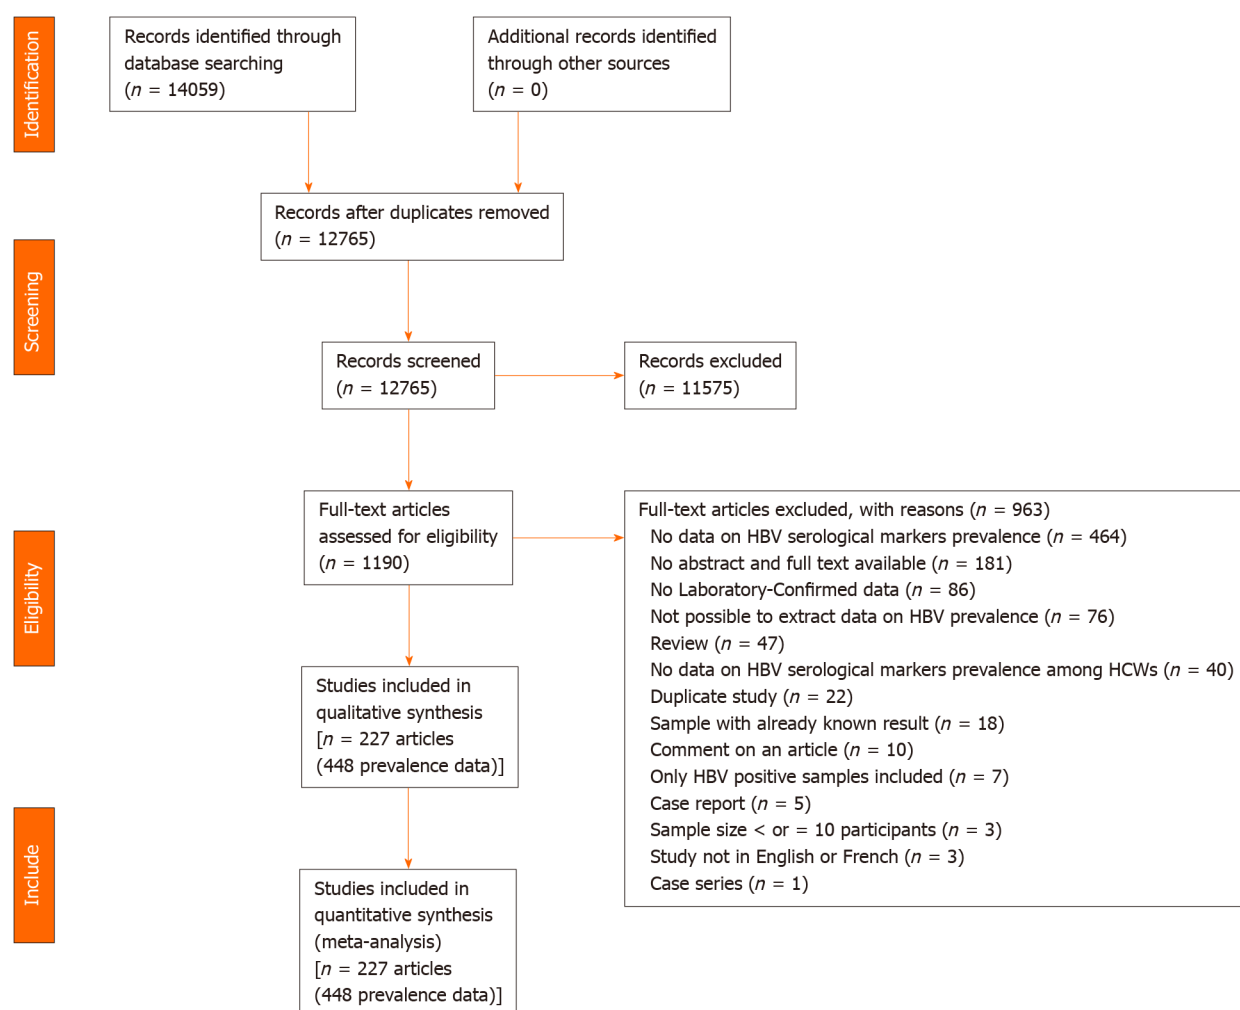 Identification
Records identified through
database searching
(n = 14059)
Additional records identified
through other sources
(n = 0)
Records after duplicates removed
(n = 12765)
Screening
Records screened
(n = 12765)
Records excluded
(n = 11575)
Eligibility
Full-text articles
assessed for eligibility
(n = 1190)
Full-text articles excluded, with reasons (n = 963)
No data on HBV serological markers prevalence (n = 464)
No abstract and full text available (n = 181)
No Laboratory-Confirmed data (n = 86)
Not possible to extract data on HBV prevalence (n = 76)
Review (n = 47)
No data on HBV serological markers prevalence among HCWs (n = 40)
Duplicate study (n = 22)
Sample with already known result (n = 18)
Comment on an article (n = 10)
Only HBV positive samples included (n = 7)
Case report (n = 5)
Sample size < or = 10 participants (n = 3)
Study not in English or French (n = 3)
Case series (n = 1)
Studies included in
qualitative synthesis
[n = 227 articles
(448 prevalence data)]
Include
Studies included in
quantitative synthesis
(meta-analysis)
[n = 227 articles
(448 prevalence data)]